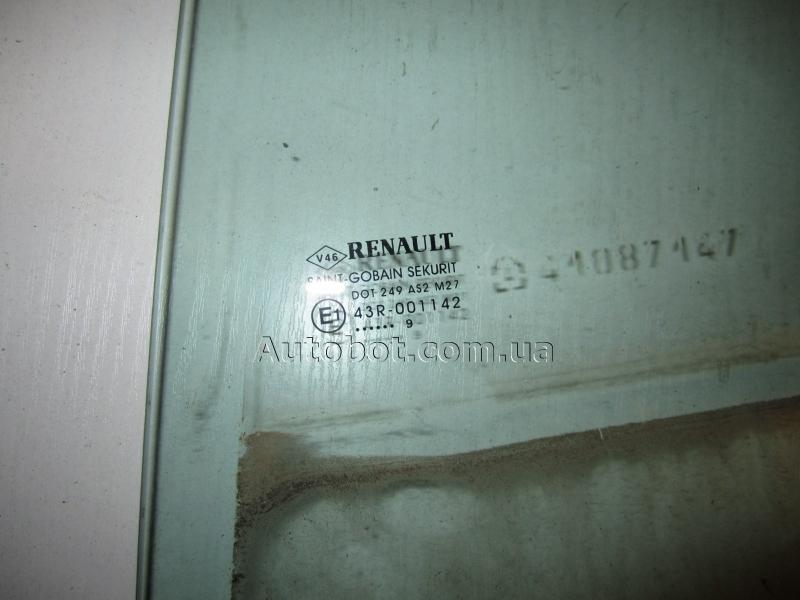 V46 RENAULT
SAINT-GOBAIN SEKURIT
DOT 249 AS2 M27
E1 43R-001142
...... 9
41087147
Autobot.com.ua